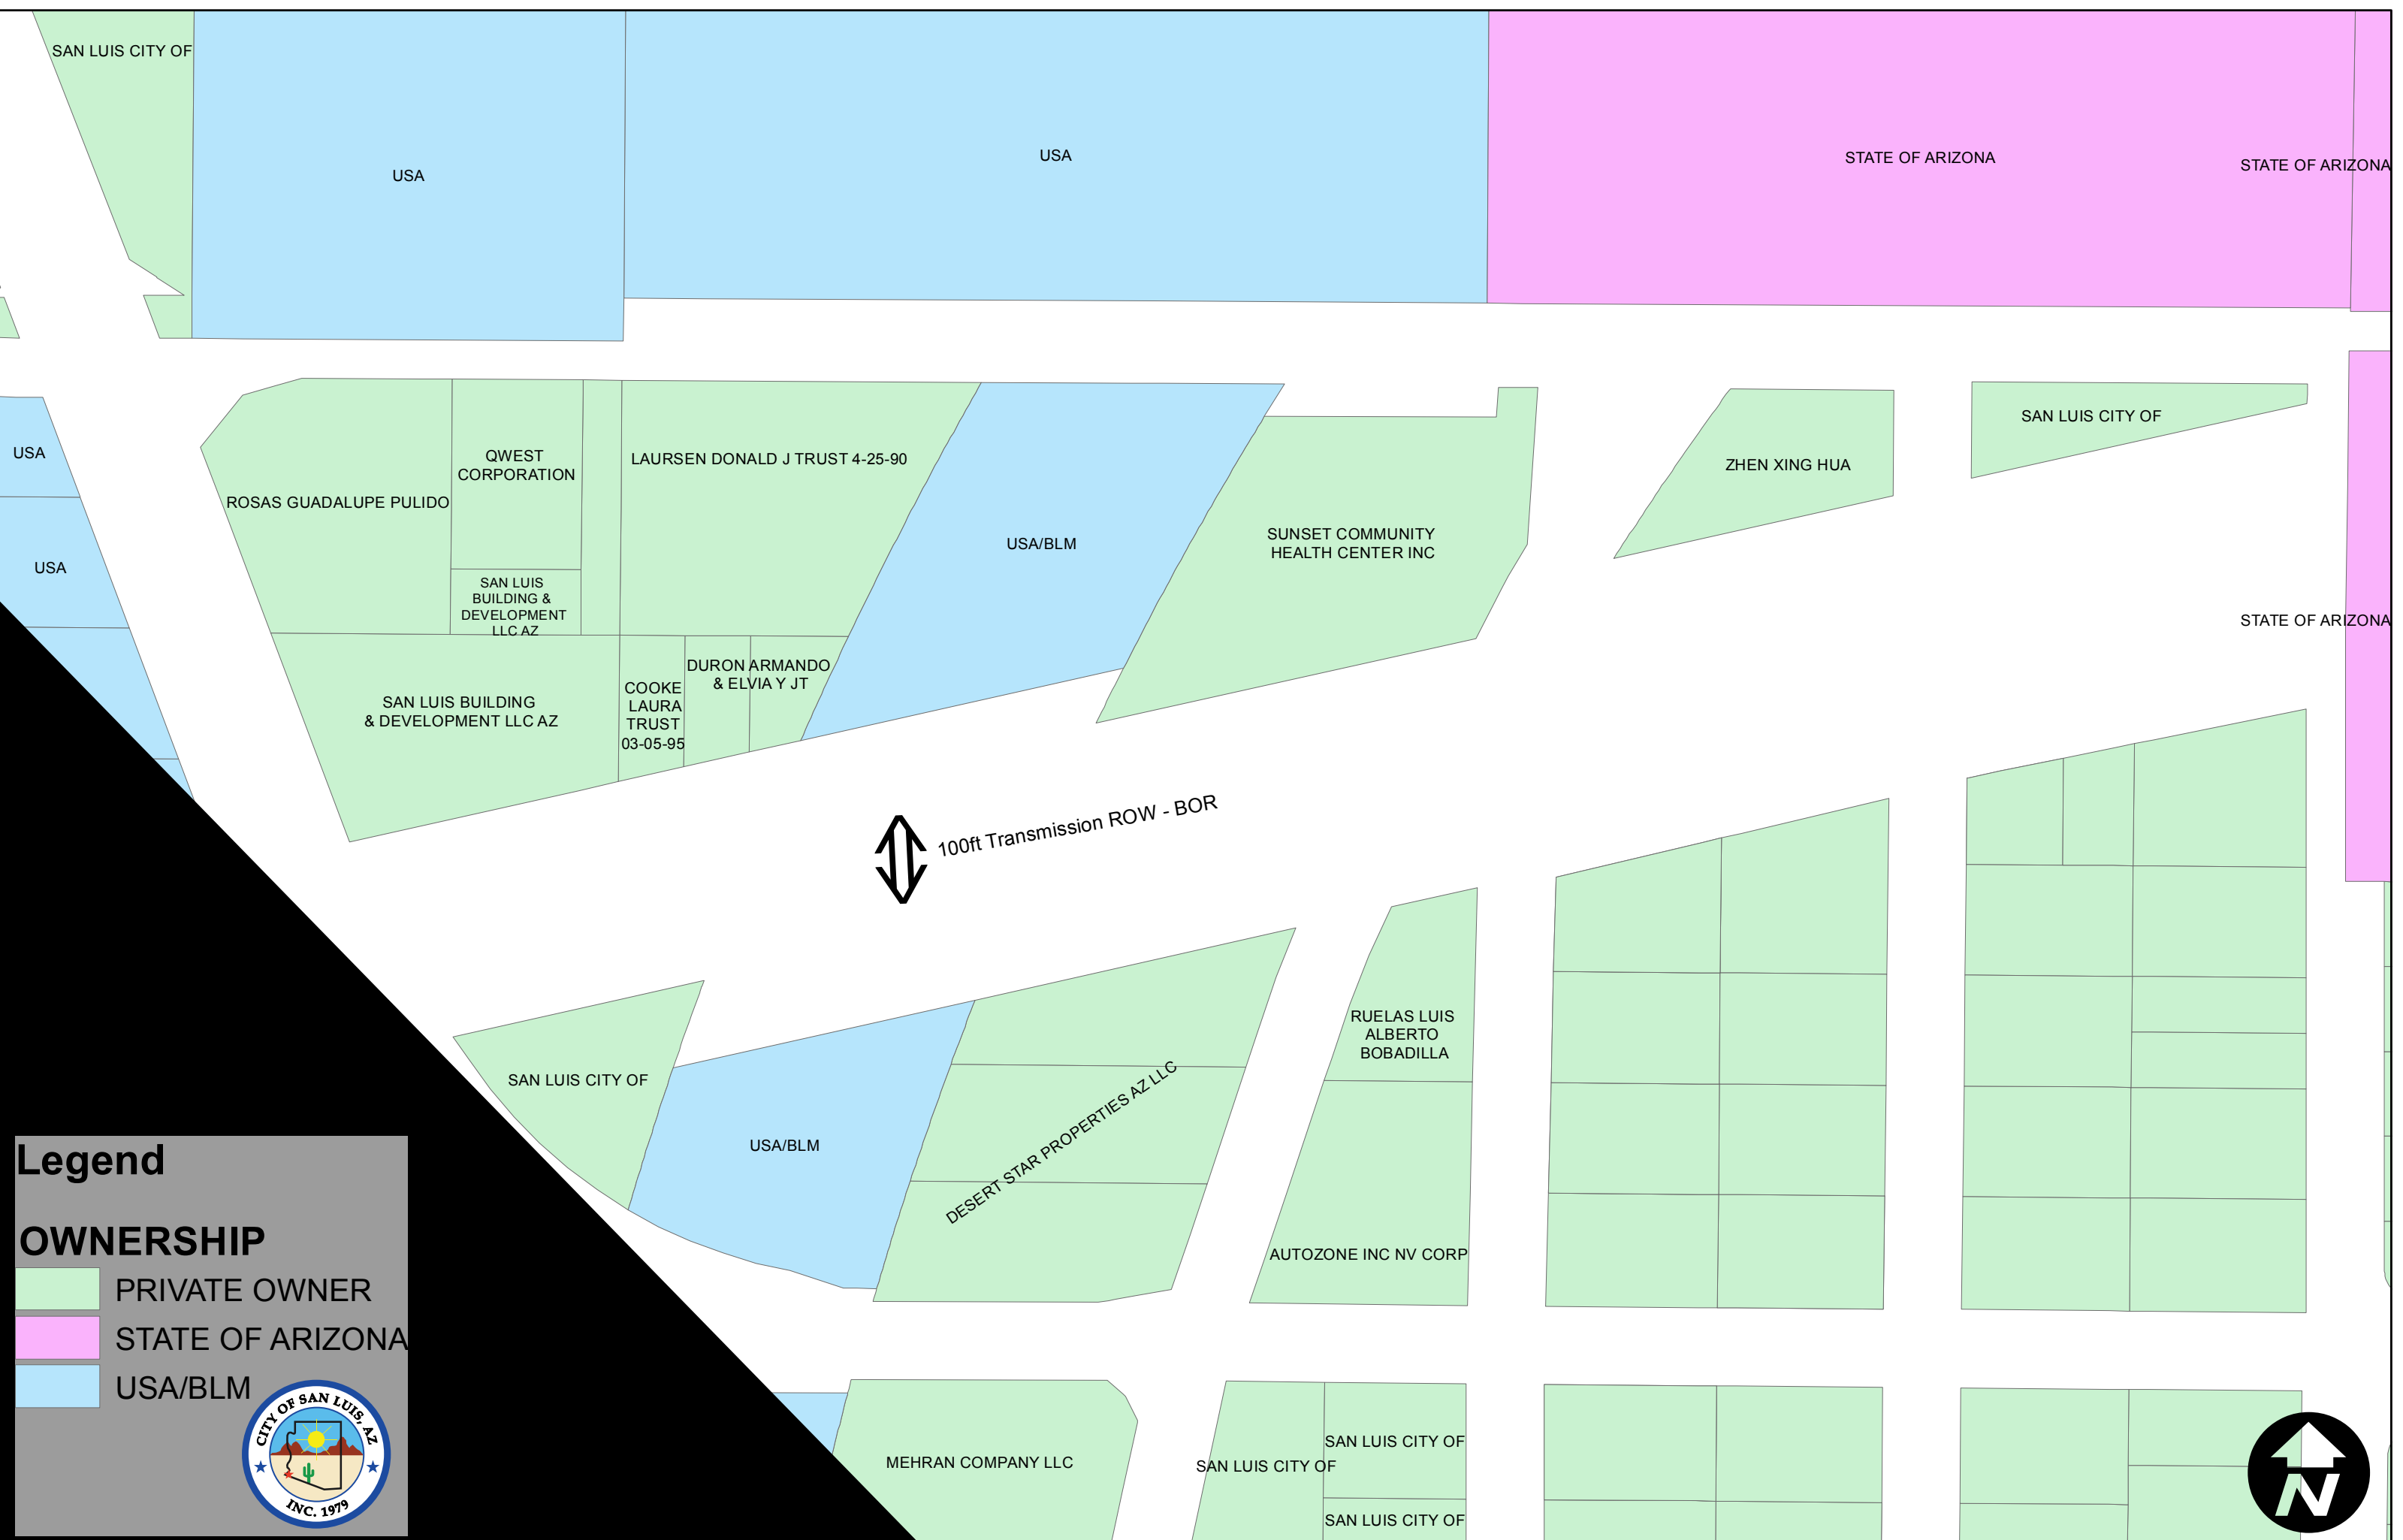 SAN LUIS CITY OF
USA
USA
STATE OF ARIZONA
STATE OF ARIZONA
USA
USA
ROSAS GUADALUPE PULIDO
QWEST
CORPORATION
SAN LUIS
BUILDING &
DEVELOPMENT
LLC AZ
LAURSEN DONALD J TRUST 4-25-90
USA/BLM
SUNSET COMMUNITY
HEALTH CENTER INC
ZHEN XING HUA
SAN LUIS CITY OF
STATE OF ARIZONA
SAN LUIS BUILDING
& DEVELOPMENT LLC AZ
COOKE
LAURA
TRUST
03-05-95
DURON ARMANDO
& ELVIA Y JT
100ft Transmission ROW - BOR
SAN LUIS CITY OF
USA/BLM
DESERT STAR PROPERTIES AZ LLC
RUELAS LUIS
ALBERTO
BOBADILLA
AUTOZONE INC NV CORP
MEHRAN COMPANY LLC
SAN LUIS CITY OF
SAN LUIS CITY OF
SAN LUIS CITY OF
Legend
OWNERSHIP
PRIVATE OWNER
STATE OF ARIZONA
USA/BLM
CITY OF SAN LUIS, AZ
INC. 1979
N